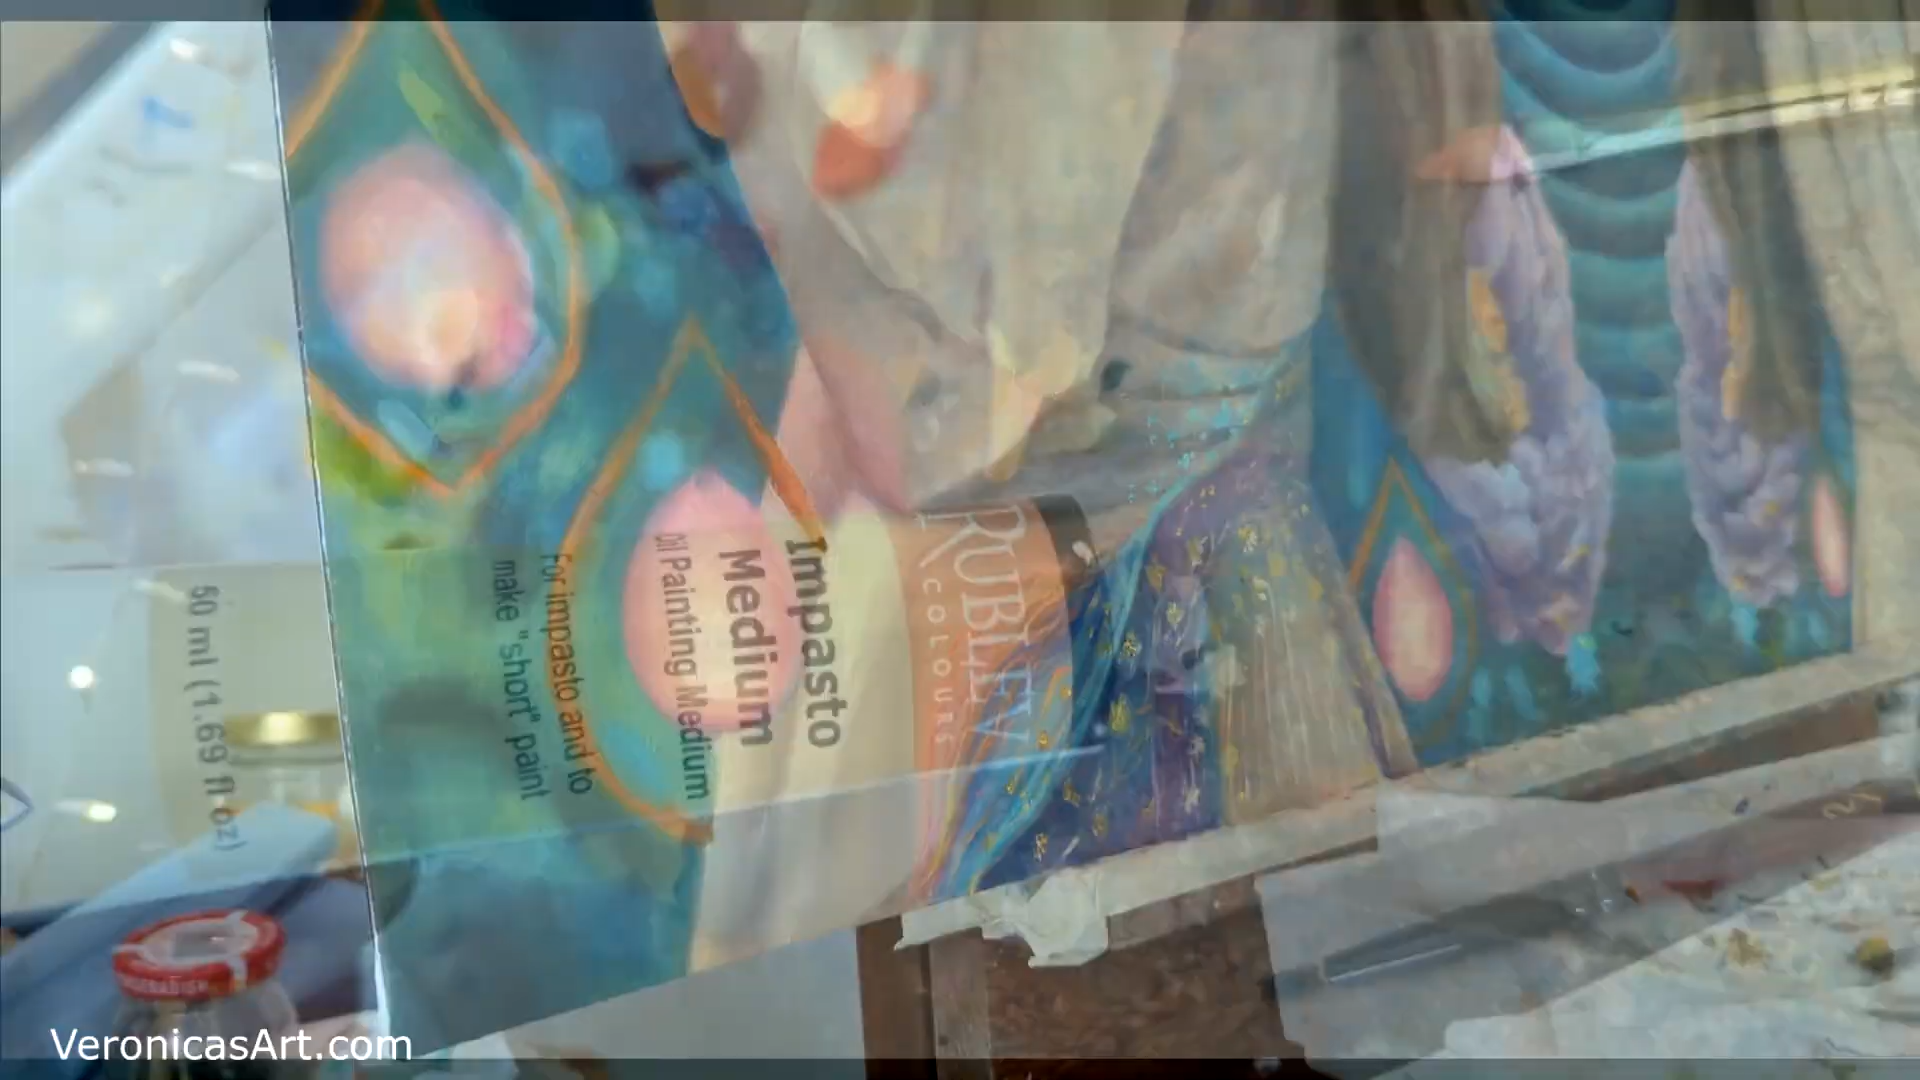 RUBLEV
COLOURS
Impasto
Medium
Oil Painting Medium
For impasto and to
make "short" paint
50 ml (1.69 fl oz)
VeronicasArt.com